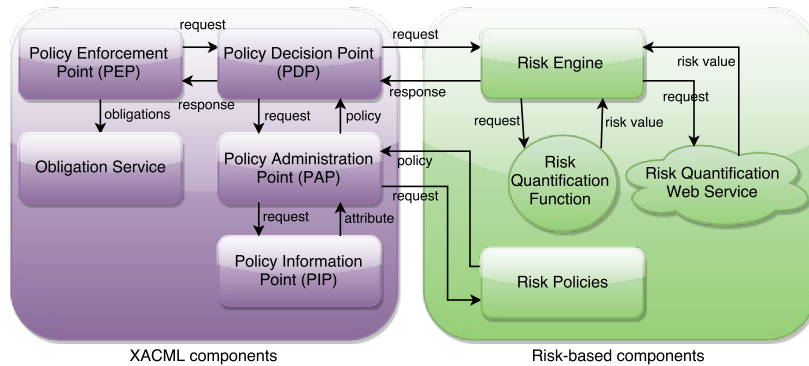 request
Policy Enforcement
Point (PEP)
Policy Decision Point
(PDP)
request
Risk Engine
risk value
response
response
request
obligations
request
policy
request
risk value
Obligation Service
Policy Administration
Point (PAP)
policy
request
Risk
Quantification
Function
Risk Quantification
Web Service
request
attribute
Policy Information
Point (PIP)
Risk Policies
XACML components
Risk-based components